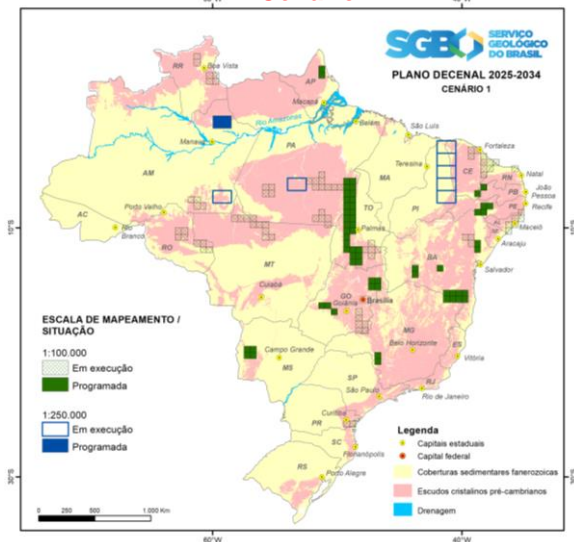 SGB
SERVIÇO
GEOLÓGICO
DO BRASIL
PLANO DECENAL 2025-2034
CENÁRIO 1
RR
Boa Vista
AP
Macapá
Rio Amazonas
Belém
São Luís
Manaus
PA
Fortaleza
Teresina
AM
MA
CE
RN
Natal
PB
João
Pessoa
PI
PE
Recife
AC
Porto Velho
TO
Maceió
Rio
Branco
Palmas
Aracaju
10°S
10°S
RO
BA
Salvador
MT
Cuiabá
GO
Brasília
Goiânia
MG
Campo Grande
Belo Horizonte
ES
Vitória
MS
SP
São Paulo
RJ
Rio de Janeiro
PR
Curitiba
SC
Florianópolis
RS
Porto Alegre
30°S
30°S
ESCALA DE MAPEAMENTO /
SITUAÇÃO
1:100.000
Em execução
Programada
1:250.000
Em execução
Programada
Legenda
Capitais estaduais
Capital federal
Coberturas sedimentares fanerozoicas
Escudos cristalinos pré-cambrianos
Drenagem
1.000 Km
60°W
40°W